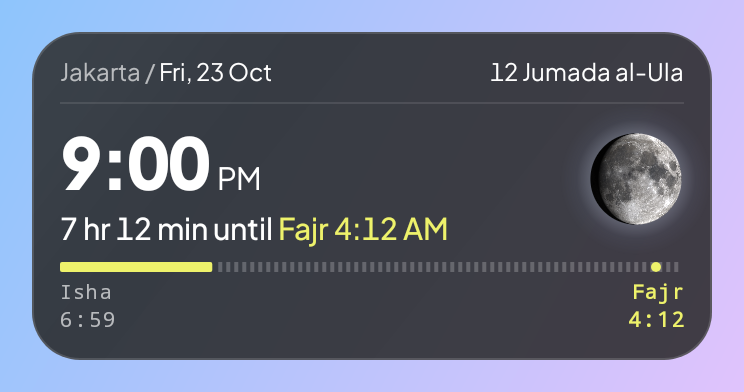 Jakarta / Fri, 23 Oct
12 Jumada al-Ula
9:00 PM
7 hr 12 min until Fajr 4:12 AM
Isha
6:59
Fajr
4:12